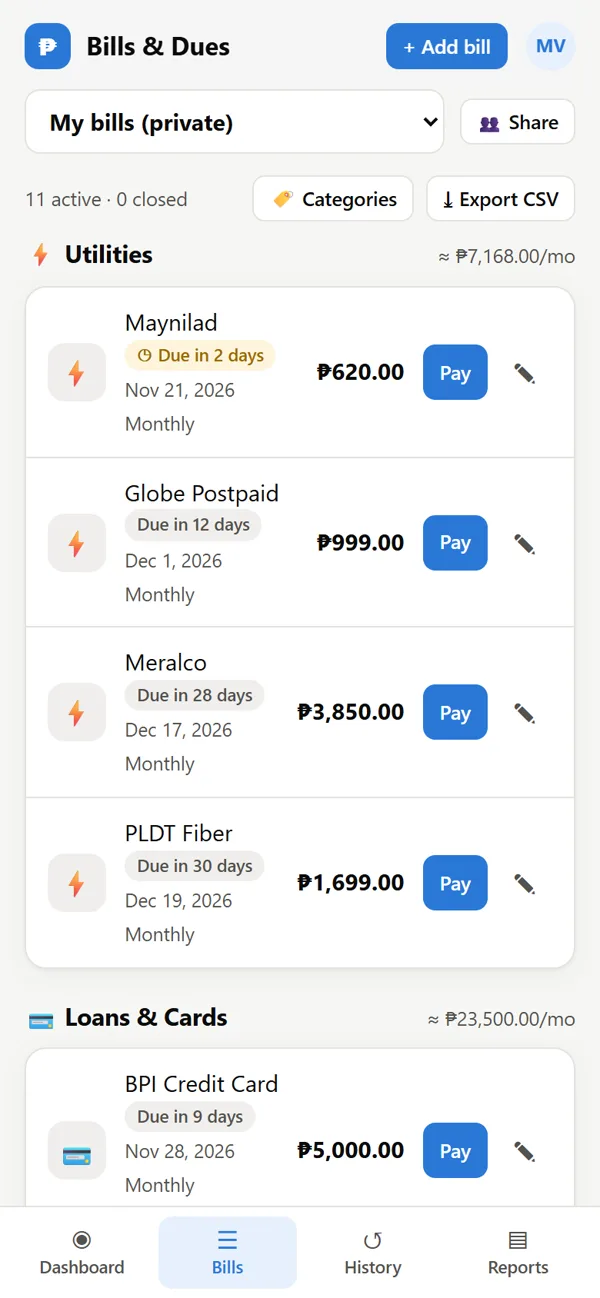 ₱ Bills & Dues + Add bill MV
My bills (private) Share
11 active · 0 closed Categories ⤓ Export CSV
Utilities ≈ ₱7,168.00/mo
Maynilad
Due in 2 days
₱620.00 Pay
Nov 21, 2026
Monthly
Globe Postpaid
Due in 12 days
₱999.00 Pay
Dec 1, 2026
Monthly
Meralco
Due in 28 days
₱3,850.00 Pay
Dec 17, 2026
Monthly
PLDT Fiber
Due in 30 days
₱1,699.00 Pay
Dec 19, 2026
Monthly
Loans & Cards ≈ ₱23,500.00/mo
BPI Credit Card
Due in 9 days
Nov 28, 2026 ₱5,000.00 Pay
Monthly
Dashboard Bills History Reports